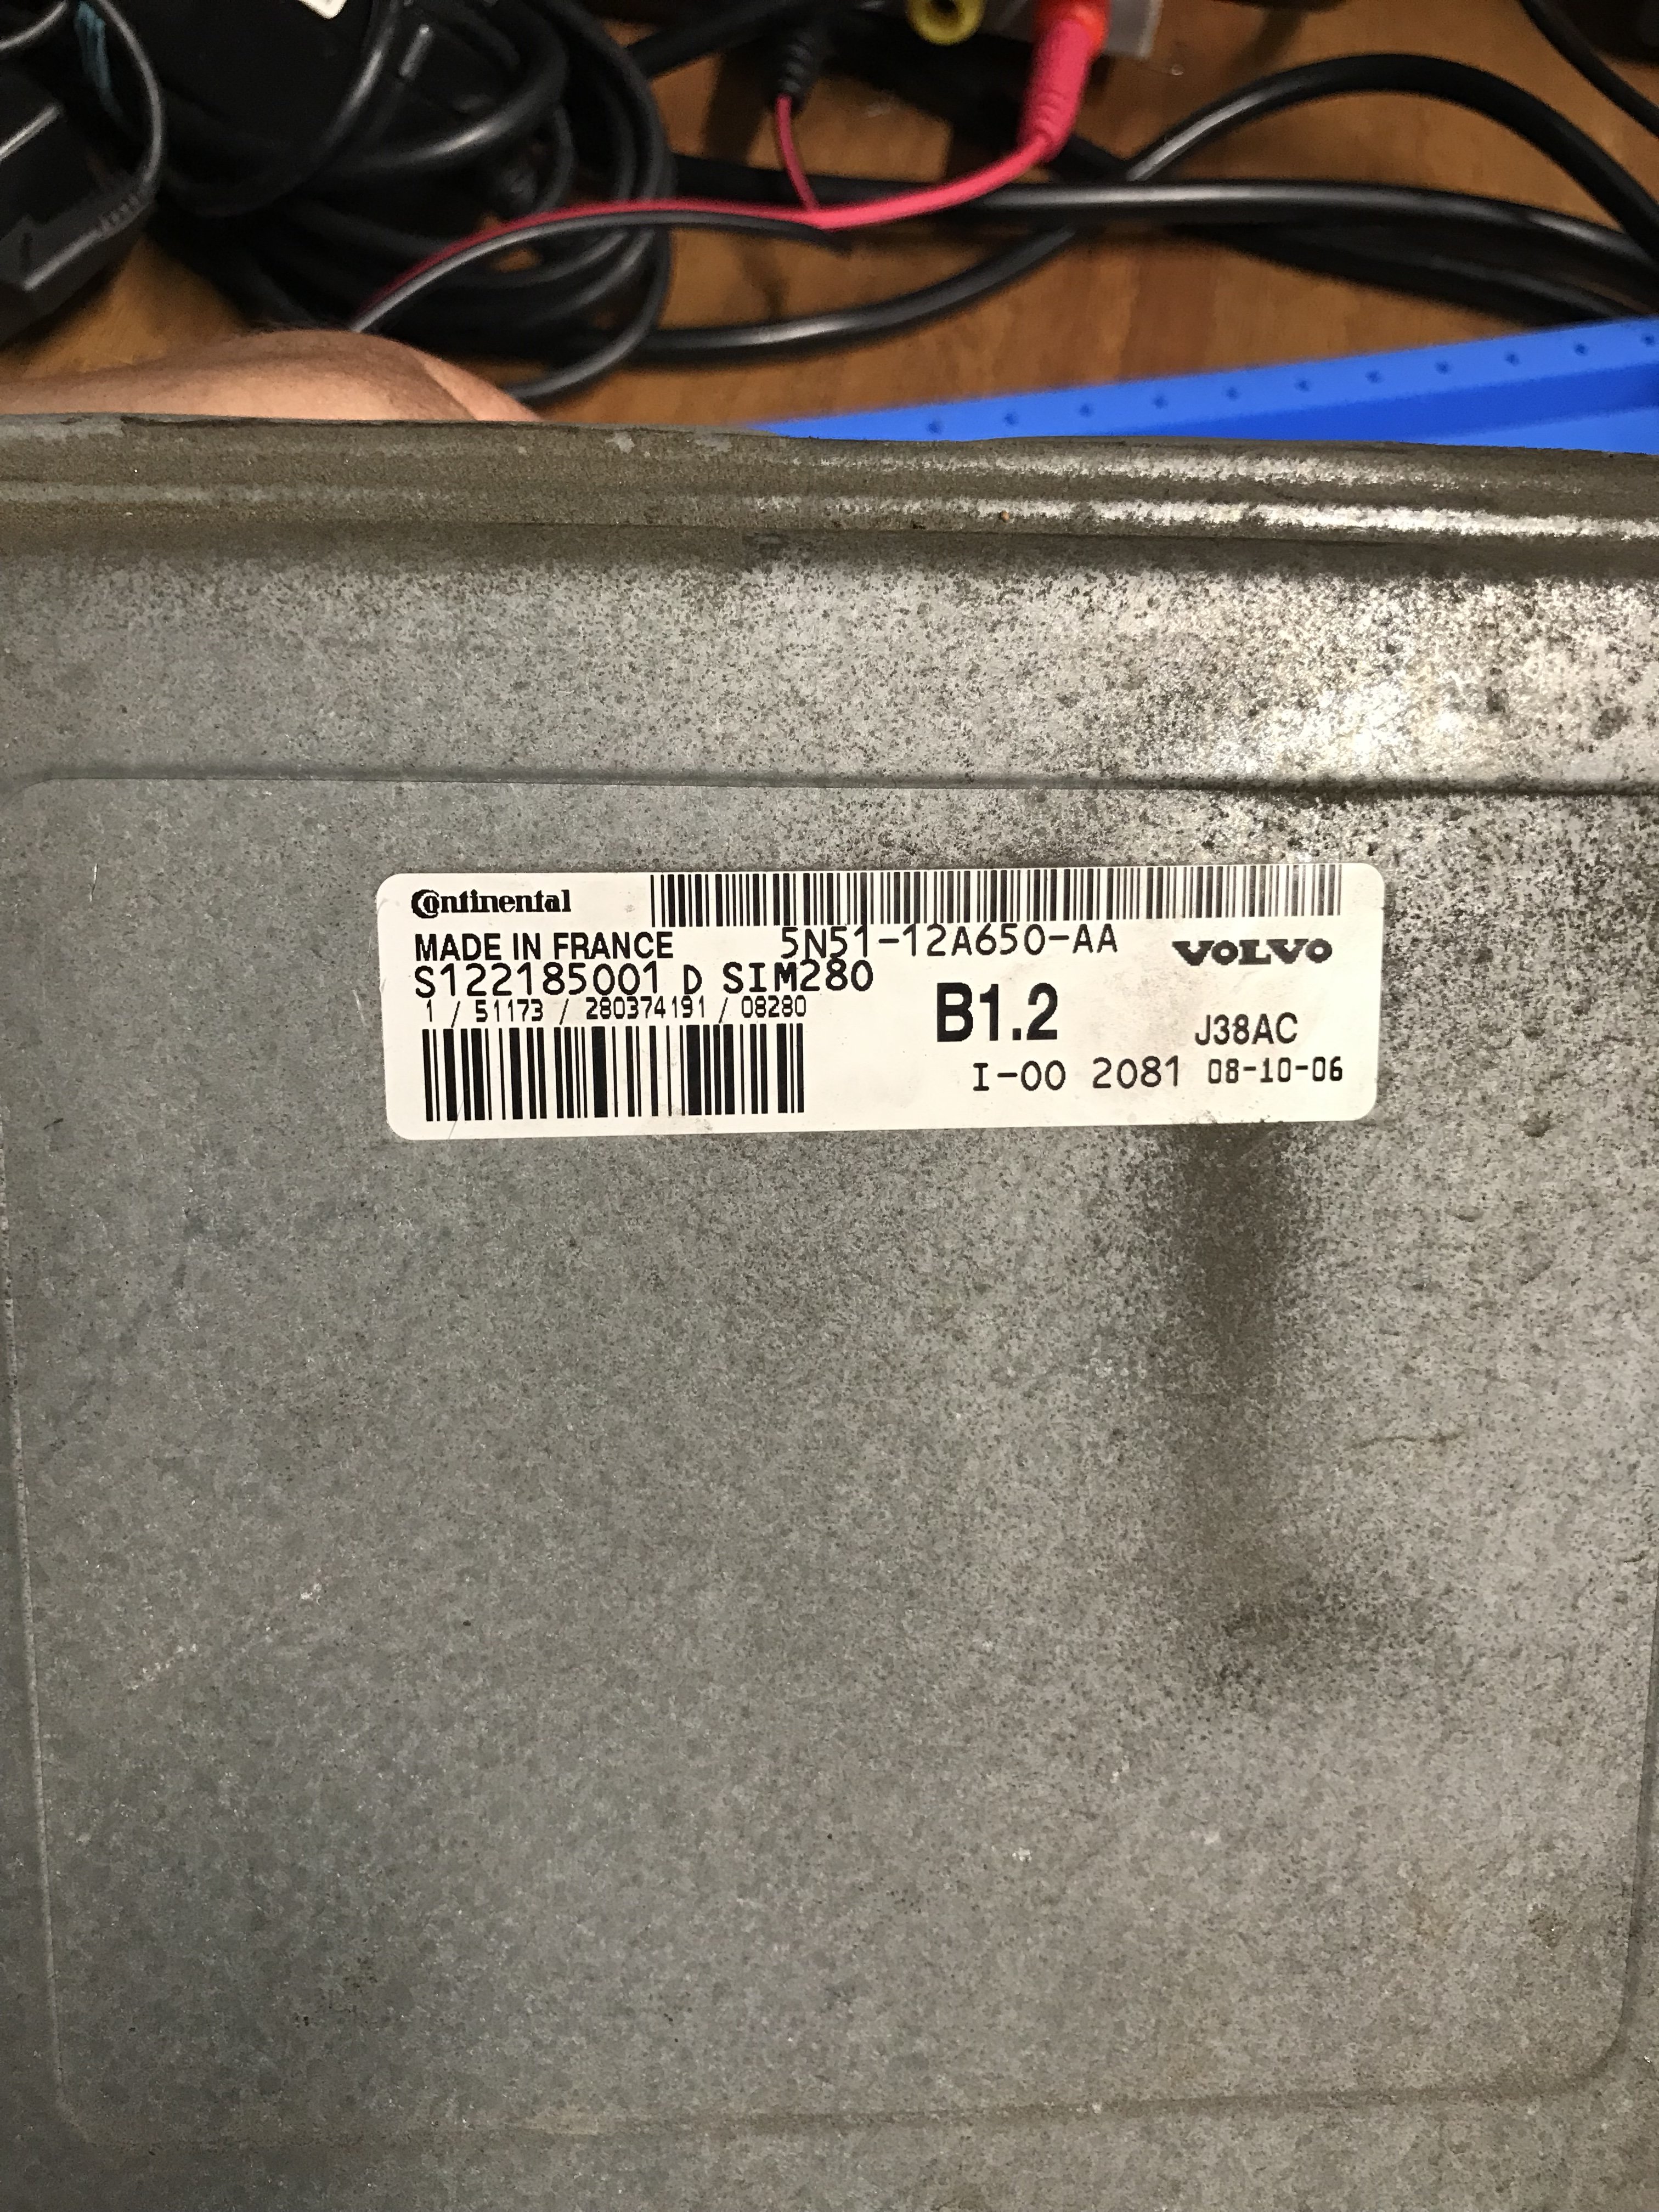 Continental
MADE IN FRANCE 5N51-12A650-AA VOLVO
S122185001 D SIM280
1 / 51173 / 280374191 / 08280
B1.2 J38AC
I-00 2081 08-10-06